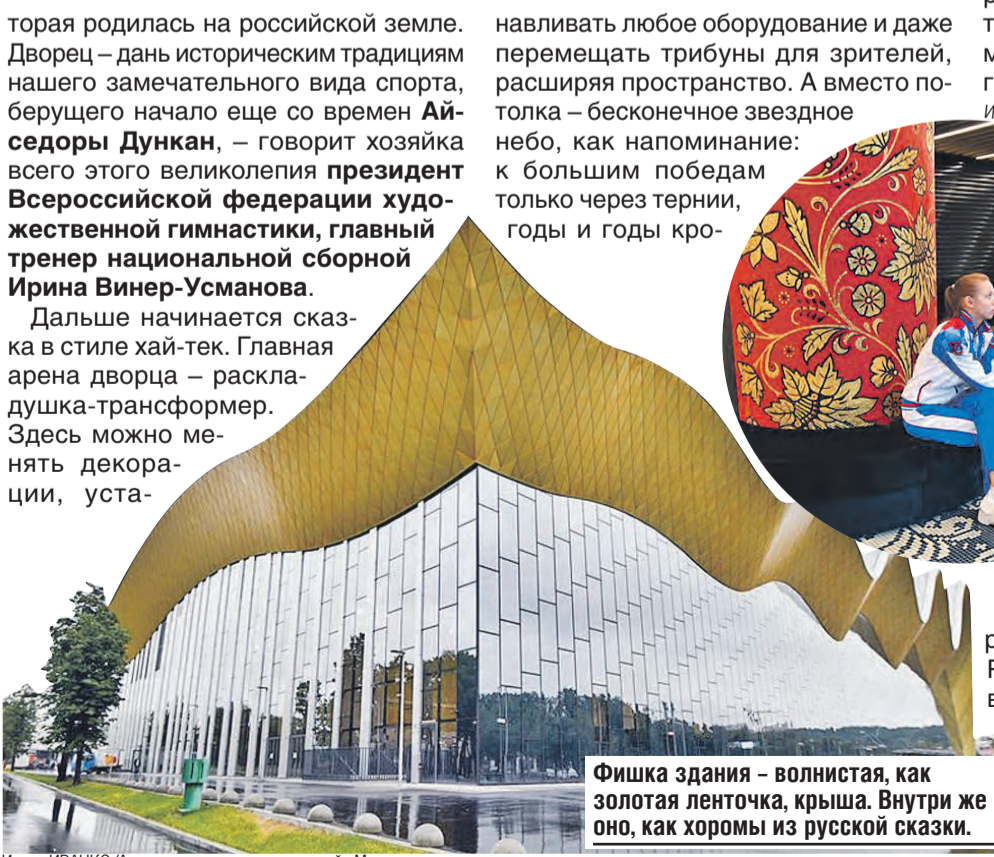 торая родилась на российской земле.
Дворец – дань историческим традициям
нашего замечательного вида спорта,
берущего начало еще со времен Ай-
седоры Дункан, – говорит хозяйка
всего этого великолепия президент
Всероссийской федерации худо-
жественной гимнастики, главный
тренер национальной сборной
Ирина Винер-Усманова.
Дальше начинается сказ-
ка в стиле хай-тек. Главная
арена дворца – раскла-
душка-трансформер.
Здесь можно ме-
нять декора-
ции, уста-
навливать любое оборудование и даже
перемещать трибуны для зрителей,
расширяя пространство. А вместо по-
толка – бесконечное звездное
небо, как напоминание:
к большим победам
только через тернии,
годы и годы кро-
Фишка здания – волнистая, как
золотая ленточка, крыша. Внутри же
оно, как хоромы из русской сказки.